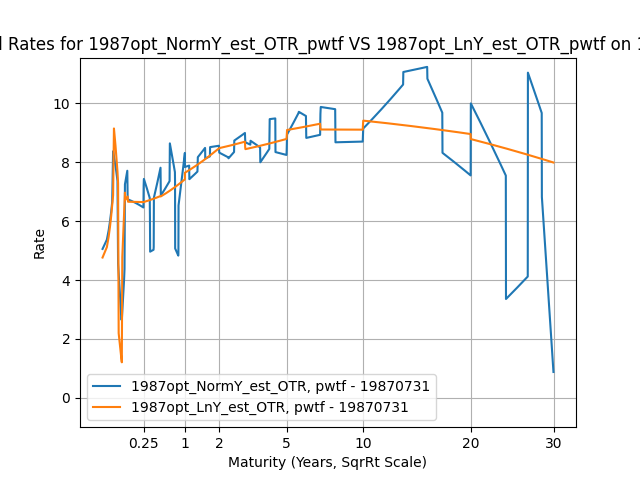 l Rates for 1987opt_NormY_est_OTR_pwtf VS 1987opt_LnY_est_OTR_pwtf on 1
10
8
6
4
2
0
Rate
1987opt_NormY_est_OTR, pwtf - 19870731
1987opt_LnY_est_OTR, pwtf - 19870731
0.25 1 2 5 10 20 30
Maturity (Years, SqrRt Scale)